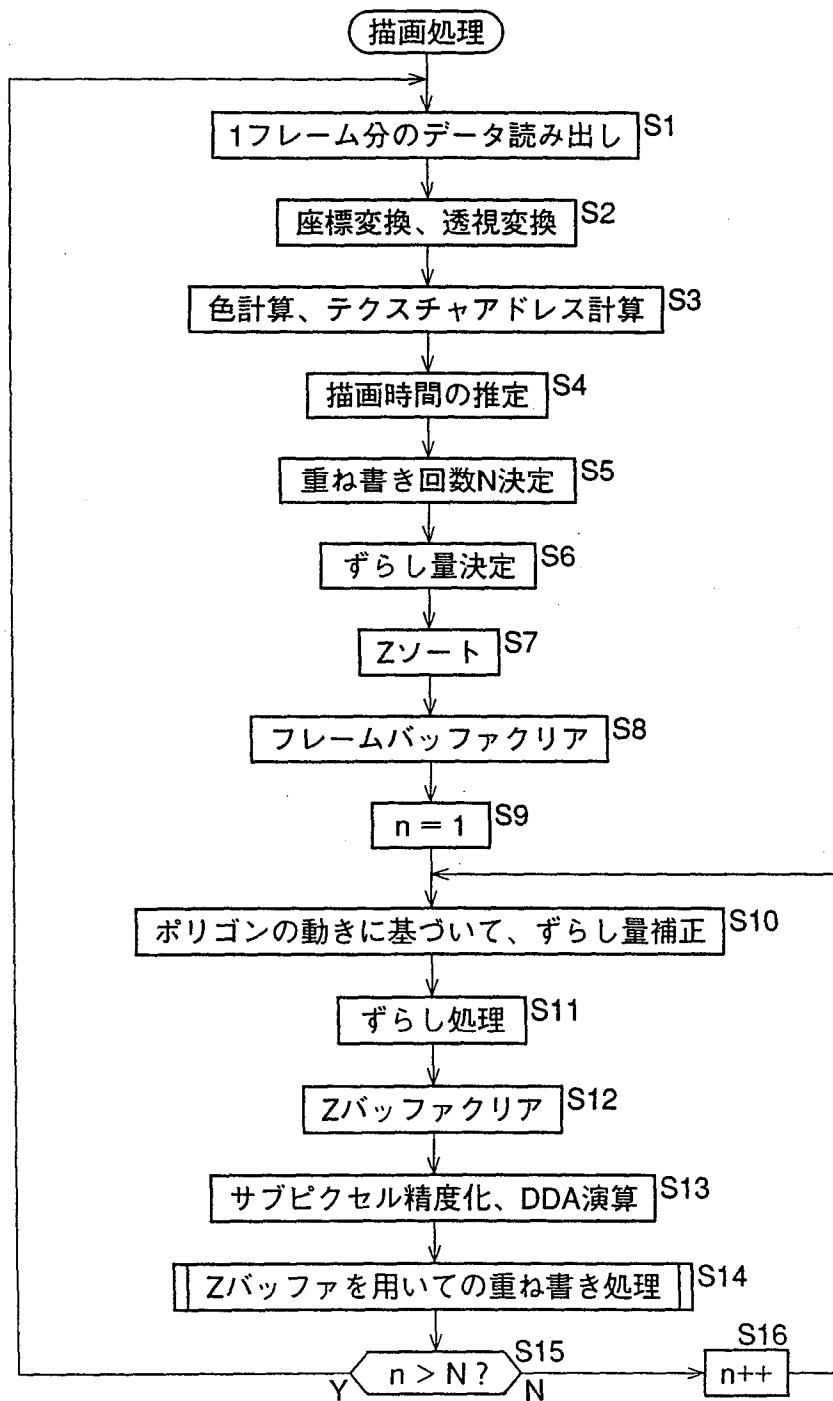 描画処理
1フレーム分のデータ読み出し S1
座標変換、透視変換 S2
色計算、テクスチャアドレス計算 S3
描画時間の推定 S4
重ね書き回数N決定 S5
ずらし量決定 S6
Zソート S7
フレームバッファクリア S8
n = 1 S9
ポリゴンの動きに基づいて、ずらし量補正 S10
ずらし処理 S11
Zバッファクリア S12
サブピクセル精度化、DDA演算 S13
Zバッファを用いての重ね書き処理 S14
n > N ? S15
Y
N
S16
n++